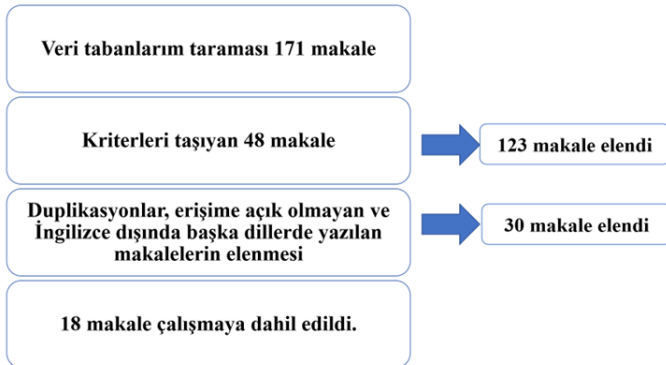 Veri tabanlarım taraması 171 makale
Kriterleri taşıyan 48 makale
123 makale elendi
Duplikasyonlar, erişime açık olmayan ve
İngilizce dışında başka dillerde yazılan
makalelerin elenmesi
30 makale elendi
18 makale çalışmaya dahil edildi.